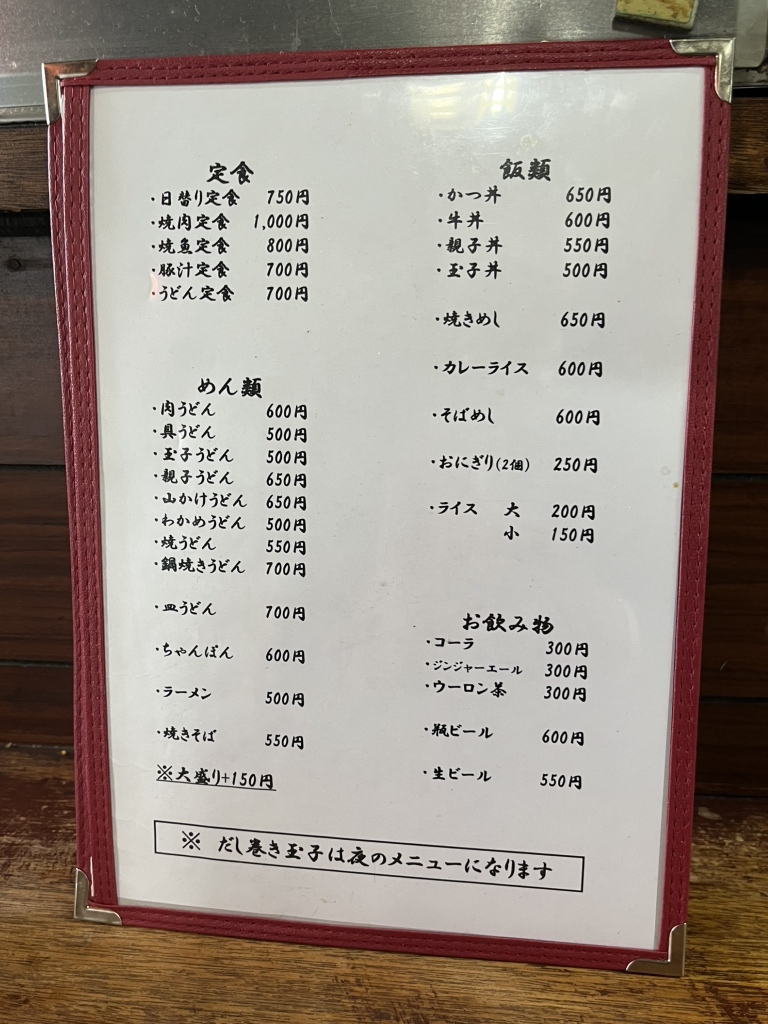 定食
・日替り定食 750円
・焼肉定食 1,000円
・焼魚定食 800円
・豚汁定食 700円
・うどん定食 700円
めん類
・肉うどん 600円
・具うどん 500円
・玉子うどん 500円
・親子うどん 650円
・山かけうどん 650円
・わかめうどん 500円
・焼うどん 550円
・鍋焼きうどん 700円
・皿うどん 700円
・ちゃんぽん 600円
・ラーメン 500円
・焼きそば 550円
※大盛り+150円
飯類
・かつ丼 650円
・牛丼 600円
・親子丼 550円
・玉子丼 500円
・焼きめし 650円
・カレーライス 600円
・そばめし 600円
・おにぎり(2個) 250円
・ライス 大 200円
小 150円
お飲み物
・コーラ 300円
・ジンジャーエール 300円
・ウーロン茶 300円
・瓶ビール 600円
・生ビール 550円
※ だし巻き玉子は夜のメニューになります